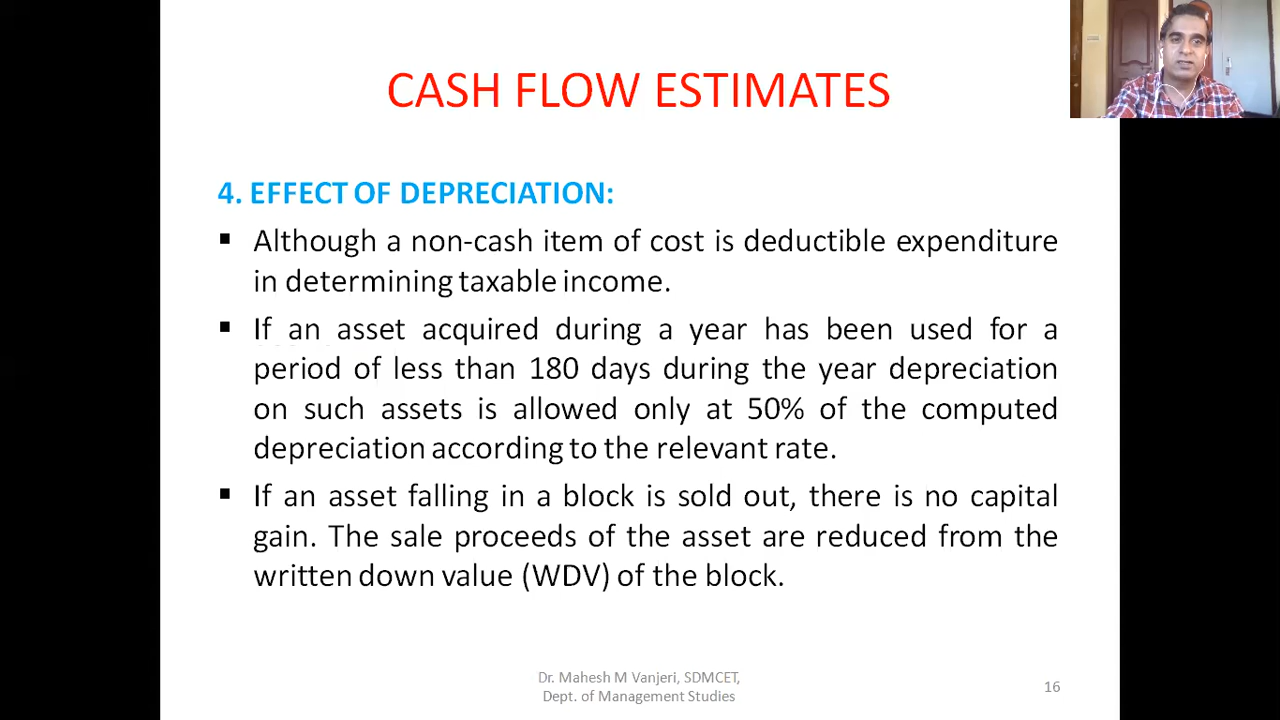 CASH FLOW ESTIMATES
4. EFFECT OF DEPRECIATION:
▪ Although a non-cash item of cost is deductible expenditure
in determining taxable income.
▪ If an asset acquired during a year has been used for a
period of less than 180 days during the year depreciation
on such assets is allowed only at 50% of the computed
depreciation according to the relevant rate.
▪ If an asset falling in a block is sold out, there is no capital
gain. The sale proceeds of the asset are reduced from the
written down value (WDV) of the block.
Dr. Mahesh M Vanjeri, SDMCET,
Dept. of Management Studies
16